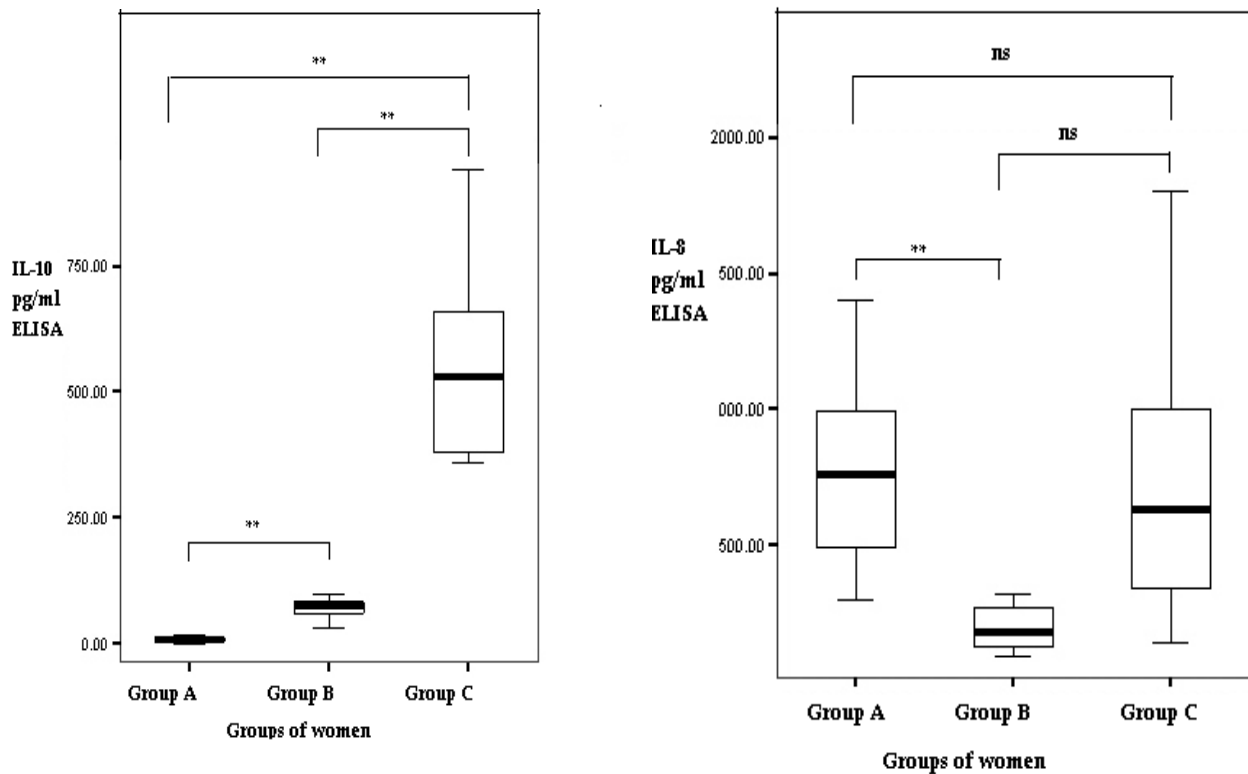 **
**
IL-10
pg/ml
ELISA
750.00
500.00
250.00
0.00
**
Group A Group B Group C
Groups of women
ns
ns
**
2000.00
IL-8
pg/ml
ELISA
500.00
000.00
500.00
Group A Group B Group C
Groups of women